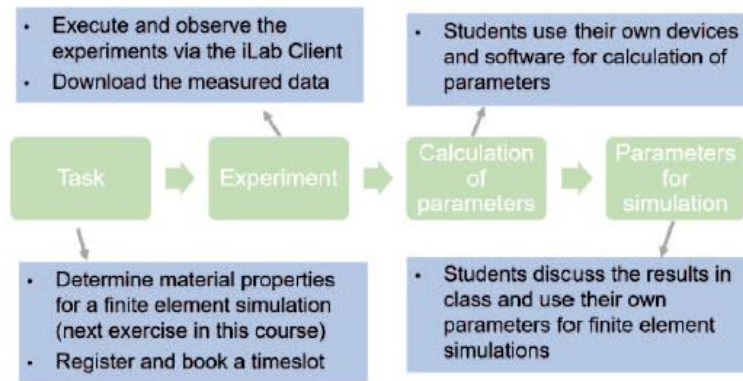 • Execute and observe the
experiments via the iLab Client
• Download the measured data
• Students use their own devices
and software for calculation of
parameters
Task
Experiment
Calculation
of
parameters
Parameters
for
simulation
• Determine material properties
for a finite element simulation
(next exercise in this course)
• Register and book a timeslot
• Students discuss the results in
class and use their own
parameters for finite element
simulations